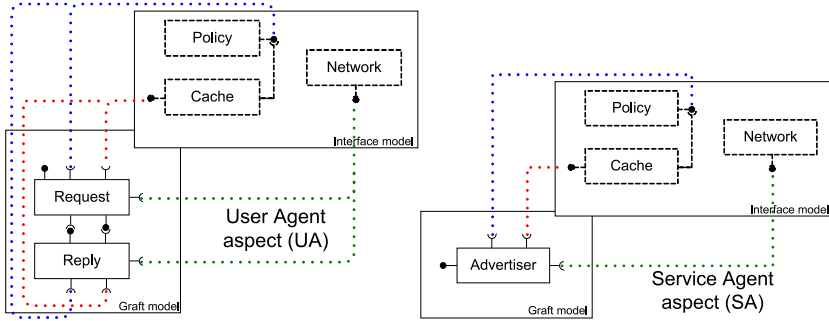 Policy
Network
Cache
Interface model
Request
Reply
Graft model
User Agent
aspect (UA)
Policy
Network
Cache
Interface model
Advertiser
Graft model
Service Agent
aspect (SA)